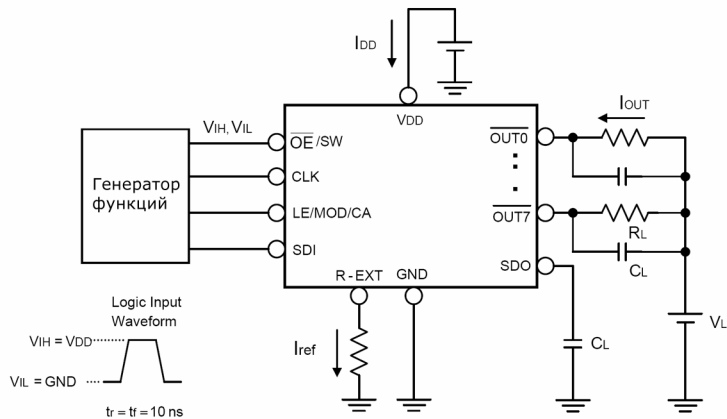 IDD
VDD
IOUT
VIH, VIL
Генератор
функций
OE/SW
CLK
LE/MOD/CA
SDI
OUT0
OUT7
RL
CL
SDO
R-EXT
GND
Iref
CL
VL
Logic Input
Waveform
VIH = VDD
VIL = GND
tr = tf = 10 ns